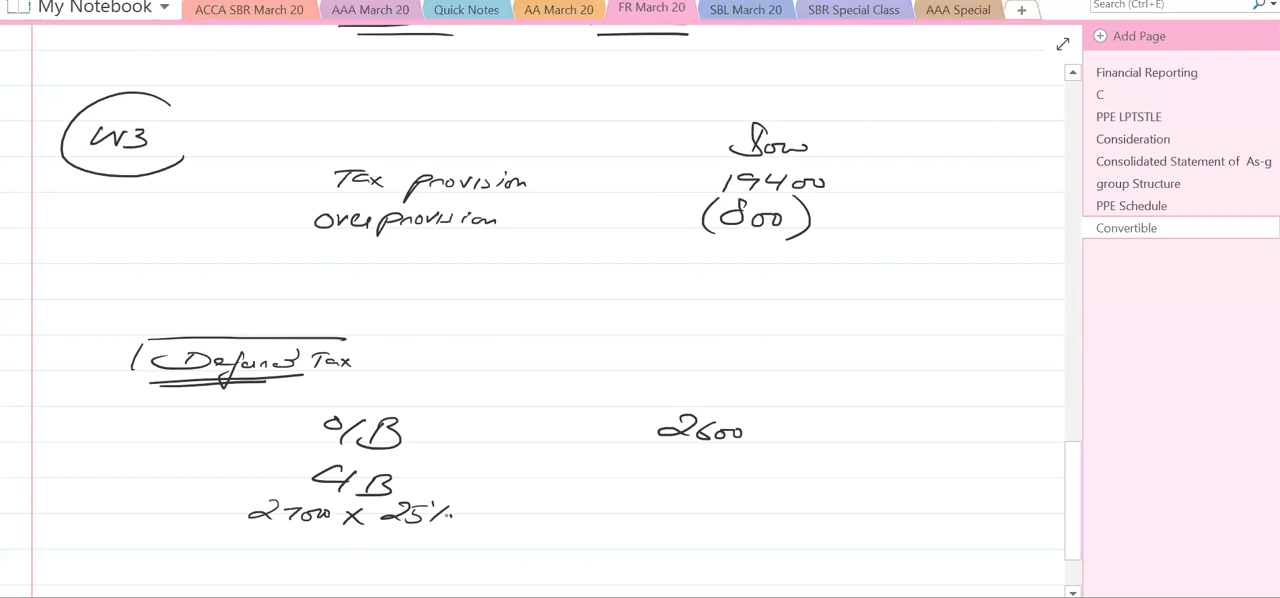 My Notebook
ACCA SBR March 20
AAA March 20
Quick Notes
AA March 20
FR March 20
SBL March 20
SBR Special Class
AAA Special
+
Search (Ctrl+E)
Add Page
Financial Reporting
C
PPE LPTSTLE
Consideration
Consolidated Statement of As-g
group Structure
PPE Schedule
Convertible
W3
Tax provision 19400
over provision (800)
Deferred Tax
O/B 2600
C/B
2700 × 25%